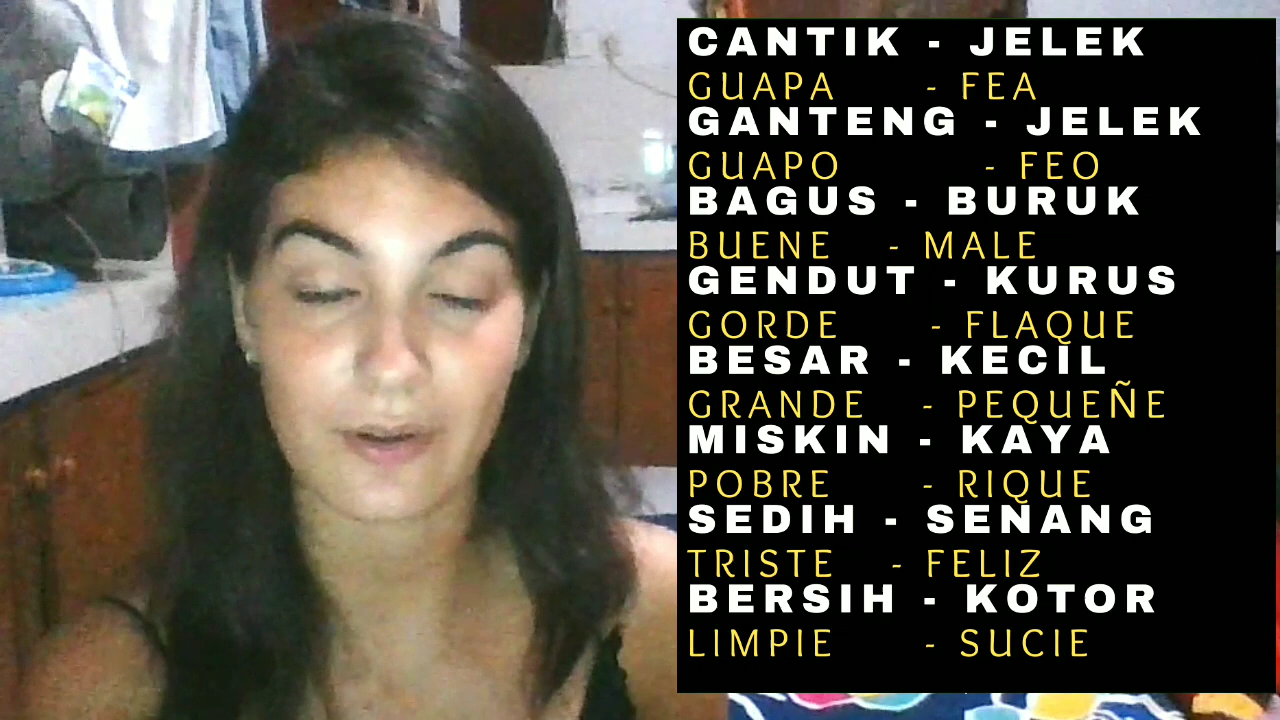 CANTIK - JELEK
GUAPA - FEA
GANTENG - JELEK
GUAPO - FEO
BAGUS - BURUK
BUENE - MALE
GENDUT - KURUS
GORDE - FLAQUE
BESAR - KECIL
GRANDE - PEQUEÑE
MISKIN - KAYA
POBRE - RIQUE
SEDIH - SENANG
TRISTE - FELIZ
BERSIH - KOTOR
LIMPIE - SUCIE